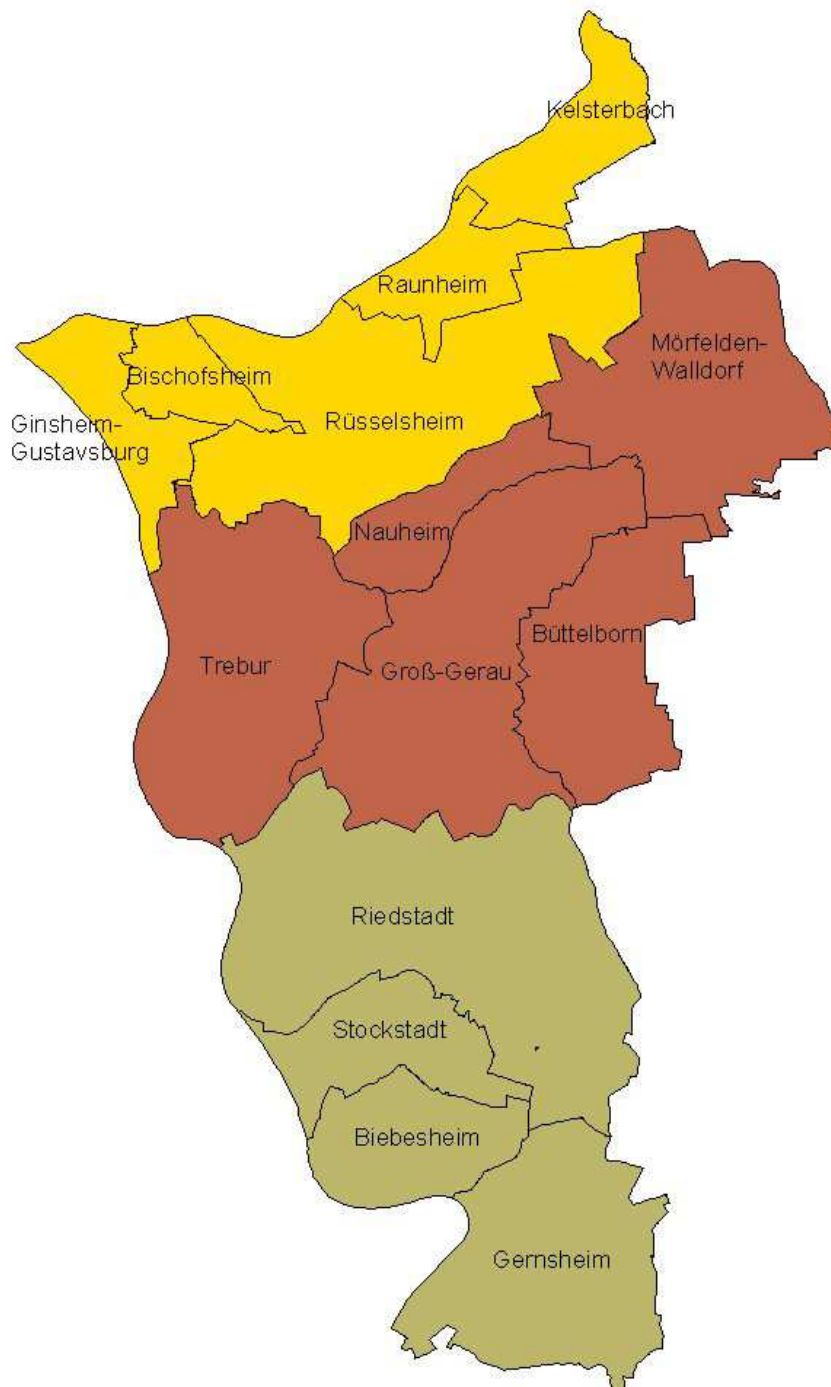 Kelsterbach
Raunheim
Mörfelden-
Walldorf
Bischofsheim
Ginsheim-
Gustavsburg
Rüsselsheim
Nauheim
Büttelborn
Trebur
Groß-Gerau
Riedstadt
Stockstadt
Biebesheim
Gernsheim